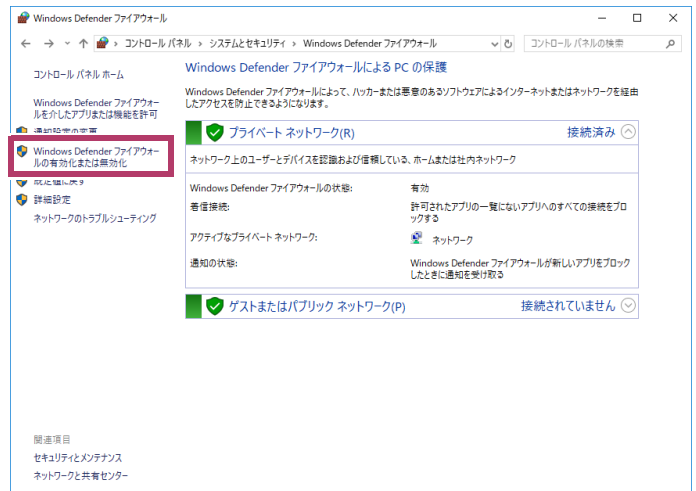 Windows Defender ファイアウォール
コントロール パネル › システムとセキュリティ › Windows Defender ファイアウォール
コントロール パネルの検索
コントロール パネル ホーム
Windows Defender ファイアウォー
ルを介したアプリまたは機能を許可
通知設定の変更
Windows Defender ファイアウォー
ルの有効化または無効化
既定値に戻す
詳細設定
ネットワークのトラブルシューティング
Windows Defender ファイアウォールによる PC の保護
Windows Defender ファイアウォールによって、ハッカーまたは悪意のあるソフトウェアによるインターネットまたはネットワークを経由
したアクセスを防止できるようになります。
プライベート ネットワーク(R) 接続済み
ネットワーク上のユーザーとデバイスを認識および信頼している、ホームまたは社内ネットワーク
Windows Defender ファイアウォールの状態: 有効
着信接続: 許可されたアプリの一覧にないアプリへのすべての接続をブロ
ックする
アクティブなプライベート ネットワーク: ネットワーク
通知の状態: Windows Defender ファイアウォールが新しいアプリをブロック
したときに通知を受け取る
ゲストまたはパブリック ネットワーク(P) 接続されていません
関連項目
セキュリティとメンテナンス
ネットワークと共有センター